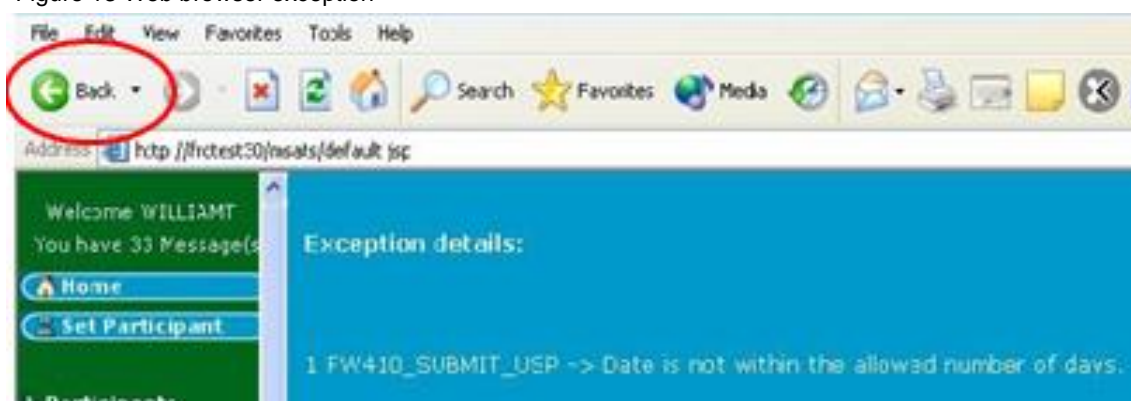 Figure 18 Web browser exception
File Edit View Favorites Tools Help
Back Search Favorites Media
Address http://frctest30/msats/default.jsp
Welcome WILLIAMT
You have 33 Message(s
Home
Set Participant
Exception details:
1 FW410_SUBMIT_USP -> Date is not within the allowed number of days.
Participants